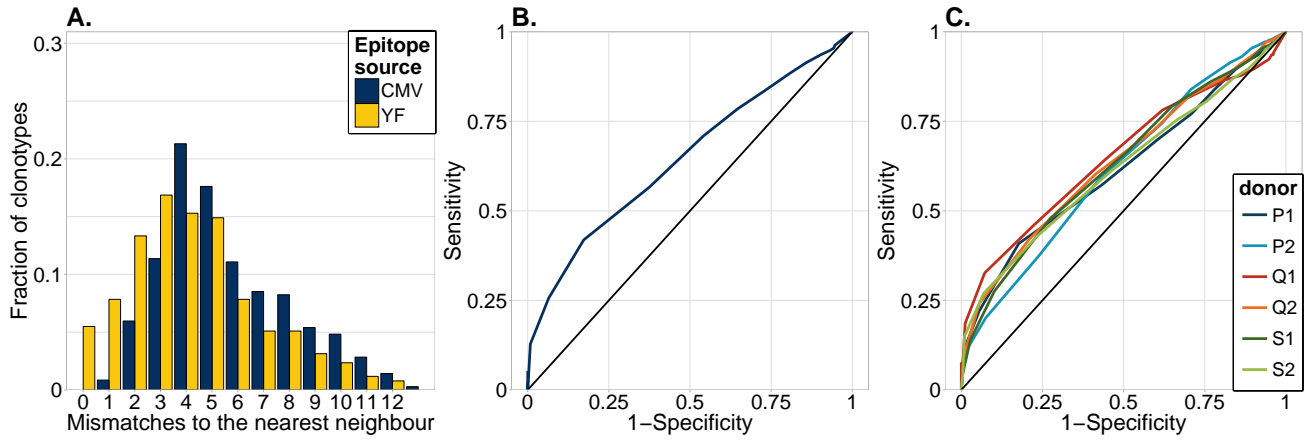 A.
Fraction of clonotypes
0.3
0.2
0.1
0
0 1 2 3 4 5 6 7 8 9 10 11 12
Mismatches to the nearest neighbour
Epitope
source
CMV
YF
B.
Sensitivity
1
0.75
0.5
0.25
0
0 0.25 0.5 0.75 1
1−Specificity
C.
Sensitivity
1
0.75
0.5
0.25
0
0 0.25 0.5 0.75 1
1−Specificity
donor
P1
P2
Q1
Q2
S1
S2